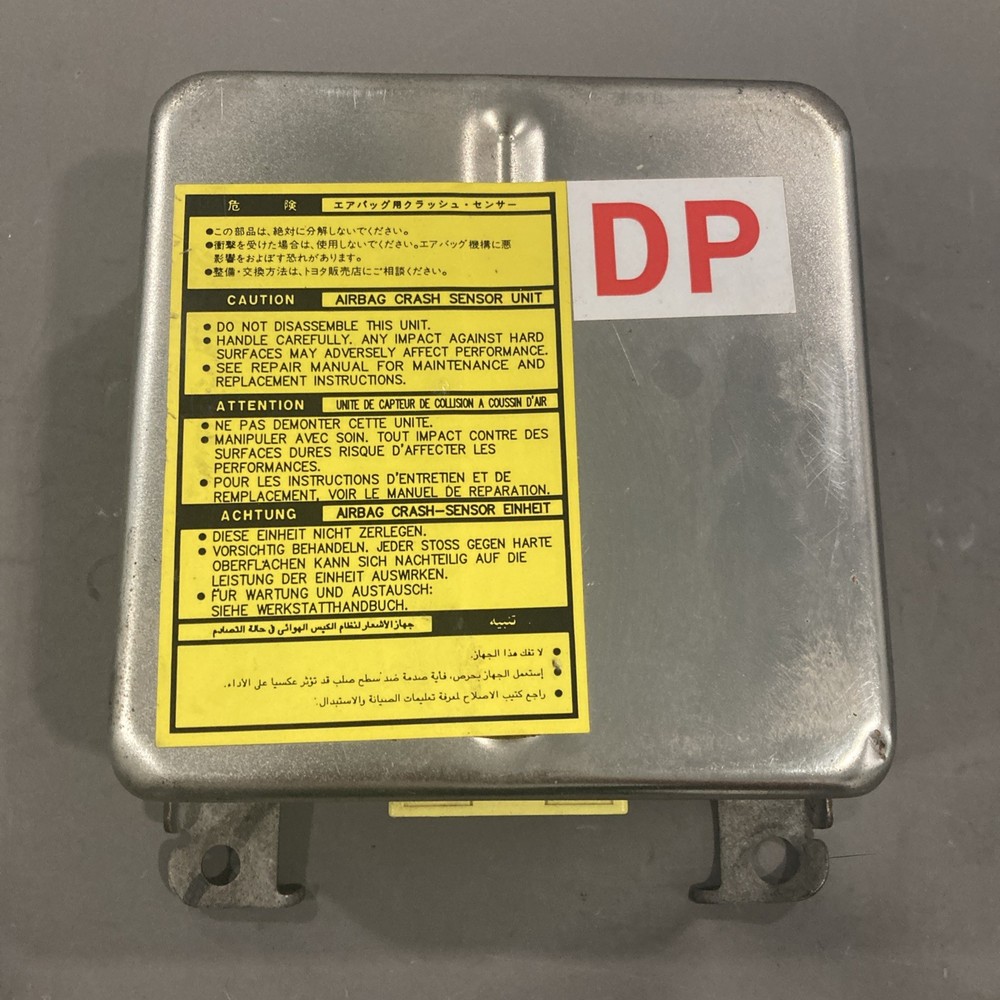 危 険 エアバッグ用クラッシュ・センサー
●この部品は、絶対に分解しないでください。
●衝撃を受けた場合は、使用しないでください。エアバッグ機構に悪
影響をおよぼす恐れがあります。
●整備・交換方法は、トヨタ販売店にご相談ください。
DP
CAUTION AIRBAG CRASH SENSOR UNIT
● DO NOT DISASSEMBLE THIS UNIT.
● HANDLE CAREFULLY. ANY IMPACT AGAINST HARD
SURFACES MAY ADVERSELY AFFECT PERFORMANCE.
● SEE REPAIR MANUAL FOR MAINTENANCE AND
REPLACEMENT INSTRUCTIONS.
ATTENTION UNITE DE CAPTEUR DE COLLISION A COUSSIN D'AIR
● NE PAS DEMONTER CETTE UNITE.
● MANIPULER AVEC SOIN. TOUT IMPACT CONTRE DES
SURFACES DURES RISQUE D'AFFECTER LES
PERFORMANCES.
● POUR LES INSTRUCTIONS D'ENTRETIEN ET DE
REMPLACEMENT, VOIR LE MANUEL DE REPARATION.
ACHTUNG AIRBAG CRASH-SENSOR EINHEIT
● DIESE EINHEIT NICHT ZERLEGEN.
● VORSICHTIG BEHANDELN. JEDER STOSS GEGEN HARTE
OBERFLÄCHEN KANN SICH NACHTEILIG AUF DIE
LEISTUNG DER EINHEIT AUSWIRKEN.
● FÜR WARTUNG UND AUSTAUSCH:
SIEHE WERKSTATTHANDBUCH.
تنبيه جهاز الأشعار لنظام الكيس الهوائي في حالة التصادم
● لا تفك هذا الجهاز.
● إستعمل الجهاز بحرص، فأية صدمة ضد سطح صلب قد تؤثر عكسيا على الأداء.
● راجع كتيب الاصلاح لمعرفة تعليمات الصيانة والاستبدال.